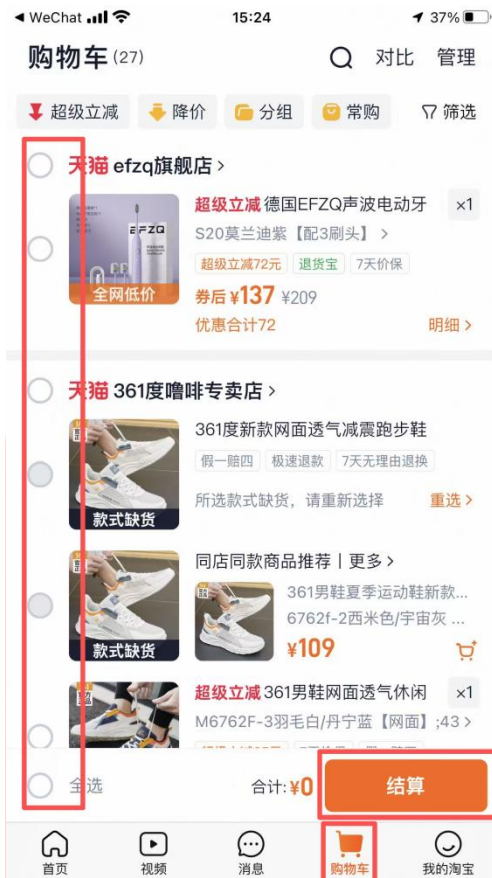 WeChat 15:24 37%
购物车(27) 对比 管理
超级立减 降价 分组 常购 筛选
天猫 efzq旗舰店>
EFZQ
全网低价
超级立减 德国EFZQ声波电动牙 ×1
S20莫兰迪紫【配3刷头】 >
超级立减72元 退货宝 7天价保
券后 ¥137 ¥209
优惠合计72 明细>
天猫 361度噜啡专卖店>
361度新款网面透气减震跑步鞋
假一赔四 极速退款 7天无理由退换
所选款式缺货，请重新选择 重选>
款式缺货
同店同款商品推荐 | 更多>
361男鞋夏季运动鞋新款...
6762f-2西米色/宇宙灰 ...
¥109
款式缺货
超级立减 361男鞋网面透气休闲 ×1
M6762F-3羽毛白/丹宁蓝【网面】;43 >
全选 合计:¥0 结算
首页 视频 消息 购物车 我的淘宝